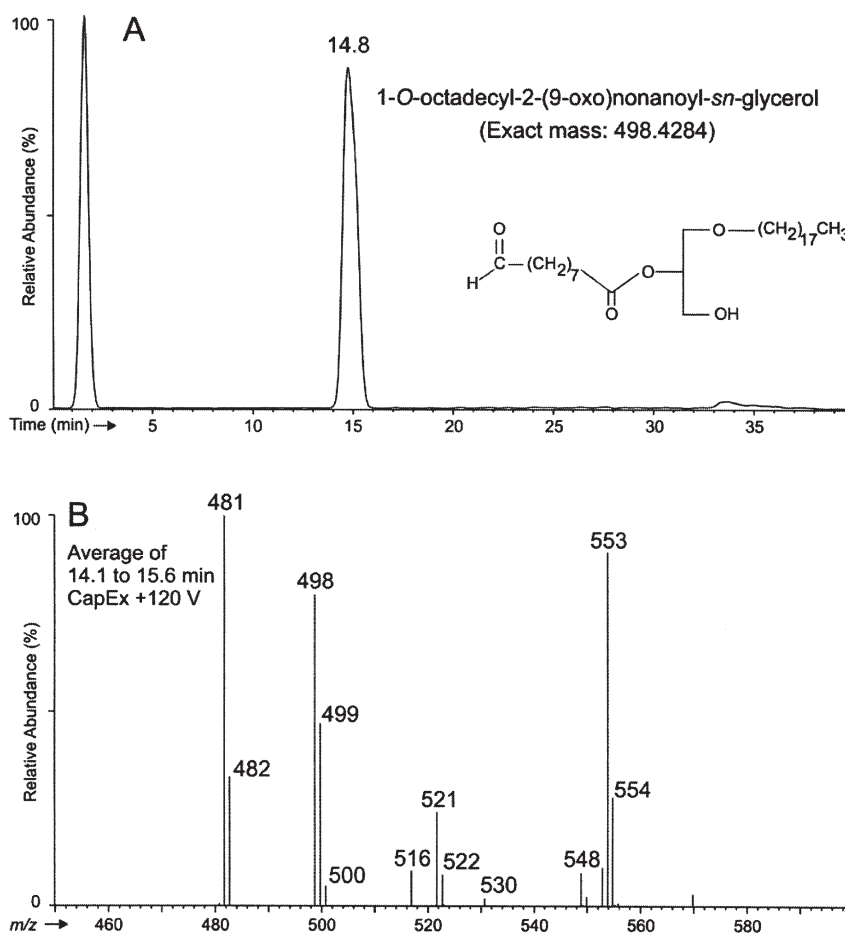 100
A
14.8
1-O-octadecyl-2-(9-oxo)nonanoyl-sn-glycerol
(Exact mass: 498.4284)
Relative Abundance (%)
O
C
(CH2)7
H
O
O
O
(CH2)17CH3
OH
0
Time (min) → 5 10 15 20 25 30 35
100
B
481
553
Average of
14.1 to 15.6 min
CapEx +120 V
498
499
Relative Abundance (%)
482
521
554
516
522
548
500
530
0
m/z → 460 480 500 520 540 560 580